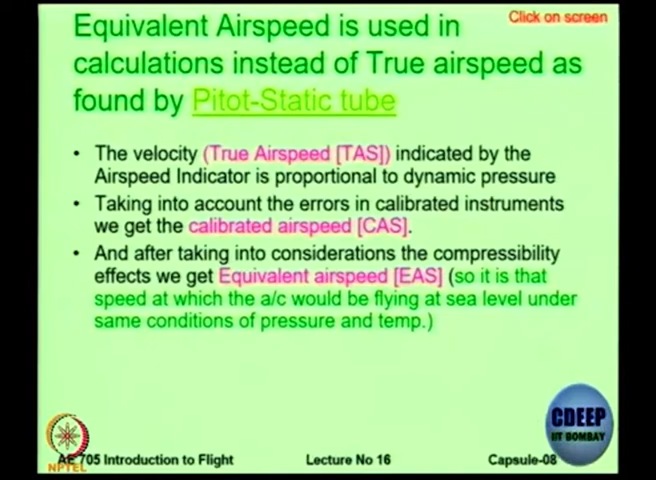 Click on screen
Equivalent Airspeed is used in
calculations instead of True airspeed as
found by Pitot-Static tube
• The velocity (True Airspeed [TAS]) indicated by the
Airspeed Indicator is proportional to dynamic pressure
• Taking into account the errors in calibrated instruments
we get the calibrated airspeed [CAS].
• And after taking into considerations the compressibility
effects we get Equivalent airspeed [EAS] (so it is that
speed at which the a/c would be flying at sea level under
same conditions of pressure and temp.)
CDEEP
IIT BOMBAY
NPTEL
AE 705 Introduction to Flight
Lecture No 16
Capsule-08